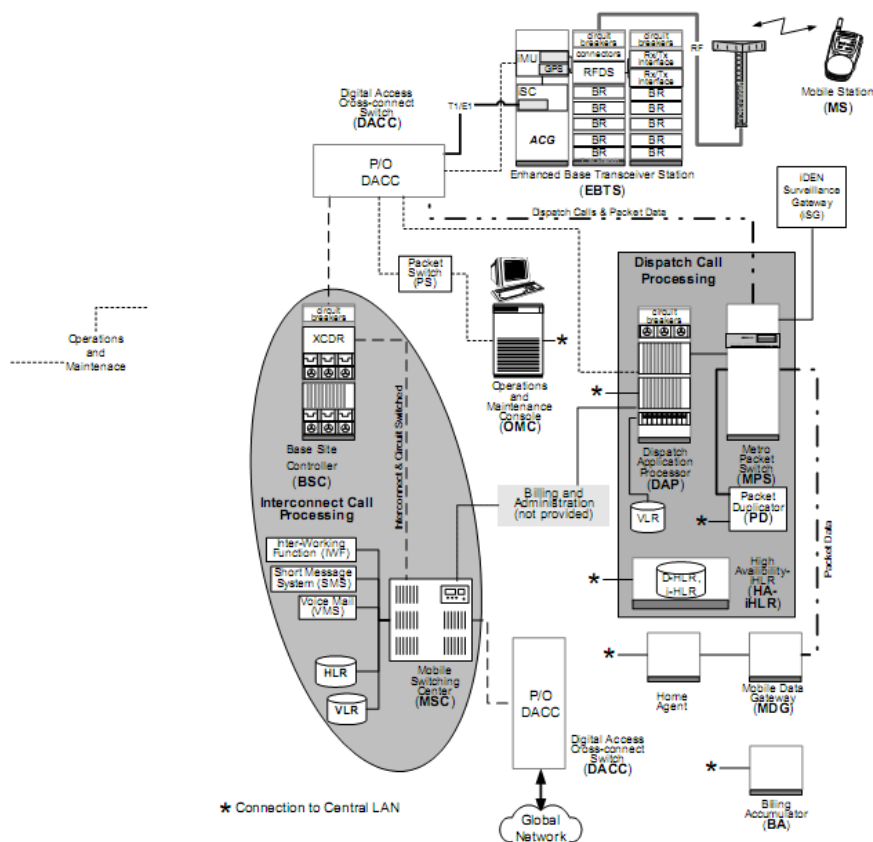 circuit
breakers
circuit
breakers
iMU
GPS
connectors
RFDS
Rx/Tx
Interface
Rx/Tx
Interface
RF
iSC
BR
BR
BR
BR
BR
BR
BR
BR
BR
BR
ACG
T1/E1
Mobile Station
(MS)
Digital Access
Cross-connect
Switch
(DACC)
P/O
DACC
Enhanced Base Transceiver Station
(EBTS)
Dispatch Calls & Packet Data
iDEN
Surveillance
Gateway
(iSG)
Packet
Switch
(PS)
Dispatch Call
Processing
circuit
breakers
circuit
breakers
XCDR
Operations
and
Maintenace
Operations
and
Maintenance
Console
(OMC)
*
*
Base Site
Controller
(BSC)
Interconnect & Circuit Switched
Dispatch
Application
Processor
(DAP)
Metro
Packet
Switch
(MPS)
Interconnect Call
Processing
Billing and
Administration
(not provided)
VLR
Packet
Duplicator
(PD)
*
Packet Data
Inter-Working
Function (IWF)
Short Message
System (SMS)
Voice Mail
(VMS)
*
D-HLR,
i-HLR
High
Availibility-
iHLR
(HA-
iHLR)
HLR
VLR
Mobile
Switching
Center
(MSC)
P/O
DACC
*
Home
Agent
Mobile Data
Gateway
(MDG)
Digital Access
Cross-connect
Switch
(DACC)
*
Billing
Accumulator
(BA)
* Connection to Central LAN
Global
Network